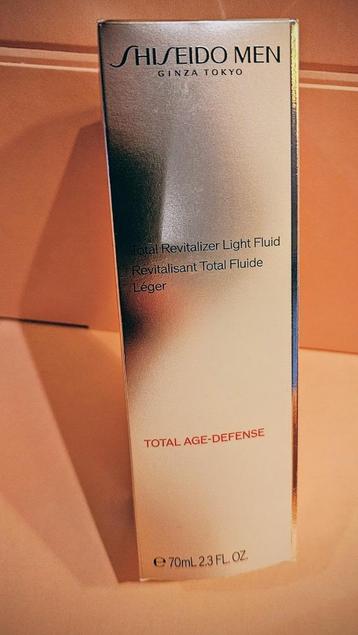 SHISEIDO MEN
GINZA TOKYO
Total Revitalizer Light Fluid
Revitalisant Total Fluide
Léger
TOTAL AGE-DEFENSE
℮ 70mL 2.3 FL. OZ.